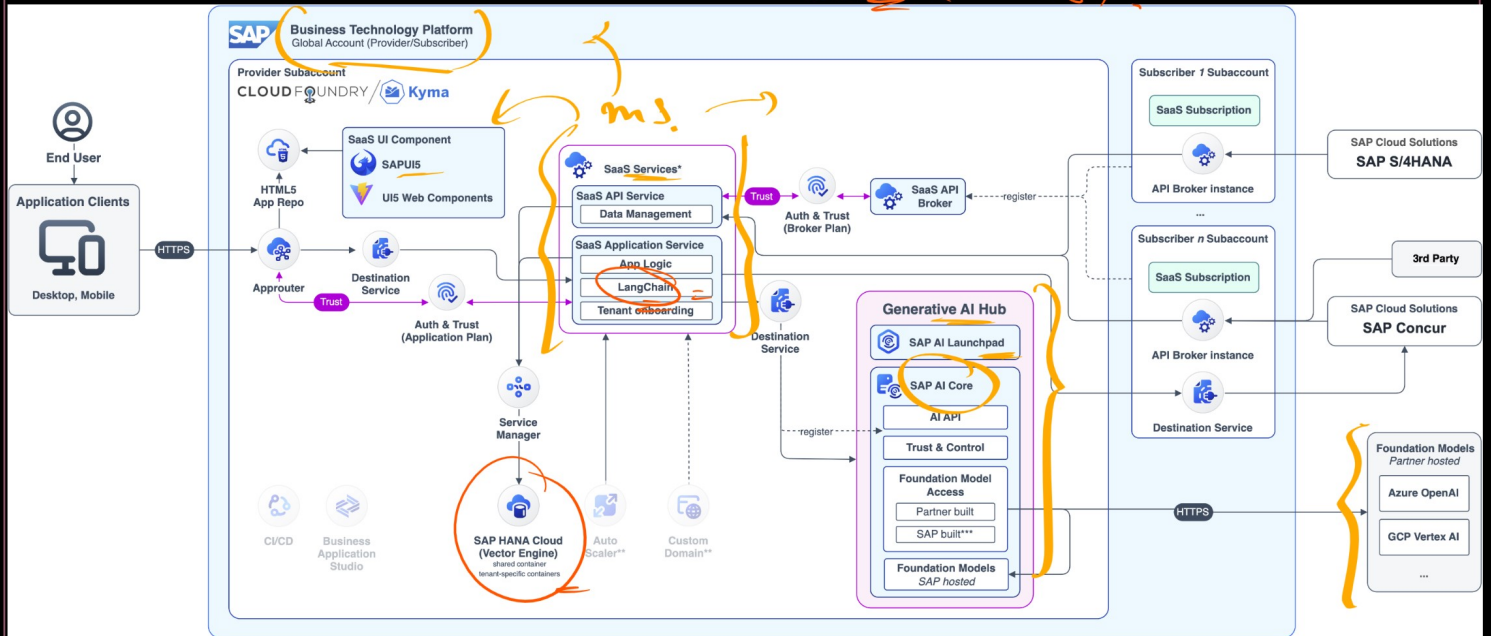 SAP
Business Technology Platform
Global Account (Provider/Subscriber)
Provider Subaccount
CLOUD FOUNDRY
Kyma
ms.
End User
Application Clients
Desktop, Mobile
HTTPS
HTML5
App Repo
SaaS UI Component
SAPUI5
UI5 Web Components
Approuter
Destination
Service
Trust
Auth & Trust
(Application Plan)
SaaS Services*
SaaS API Service
Data Management
SaaS Application Service
App Logic
LangChain
Tenant onboarding
Trust
Auth & Trust
(Broker Plan)
SaaS API
Broker
register
Destination
Service
Service
Manager
SAP HANA Cloud
(Vector Engine)
shared container
tenant-specific containers
CI/CD
Business
Application
Studio
Auto
Scaler**
Custom
Domain**
register
Generative AI Hub
SAP AI Launchpad
SAP AI Core
AI API
Trust & Control
Foundation Model
Access
Partner built
SAP built***
Foundation Models
SAP hosted
HTTPS
Subscriber 1 Subaccount
SaaS Subscription
API Broker instance
...
Subscriber n Subaccount
SaaS Subscription
API Broker instance
Destination Service
SAP Cloud Solutions
SAP S/4HANA
3rd Party
SAP Cloud Solutions
SAP Concur
Foundation Models
Partner hosted
Azure OpenAI
GCP Vertex AI
...